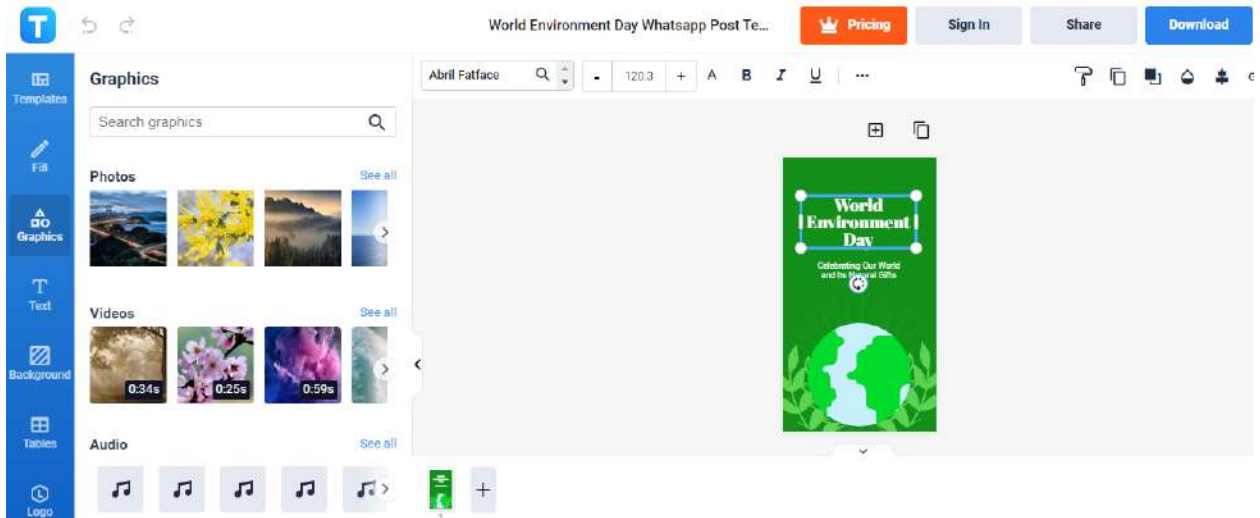 T
World Environment Day Whatsapp Post Te...
Pricing
Sign In
Share
Download
Templates
Fill
Graphics
Text
Background
Tables
Logo
Graphics
Search graphics
Photos
See all
Videos
See all
0:34s
0:25s
0:59s
Audio
See all
Abril Fatface
-
120.3
+
A
B
I
U
...
World
Environment
Day
Celebrating Our World
and Its Natural Gifts